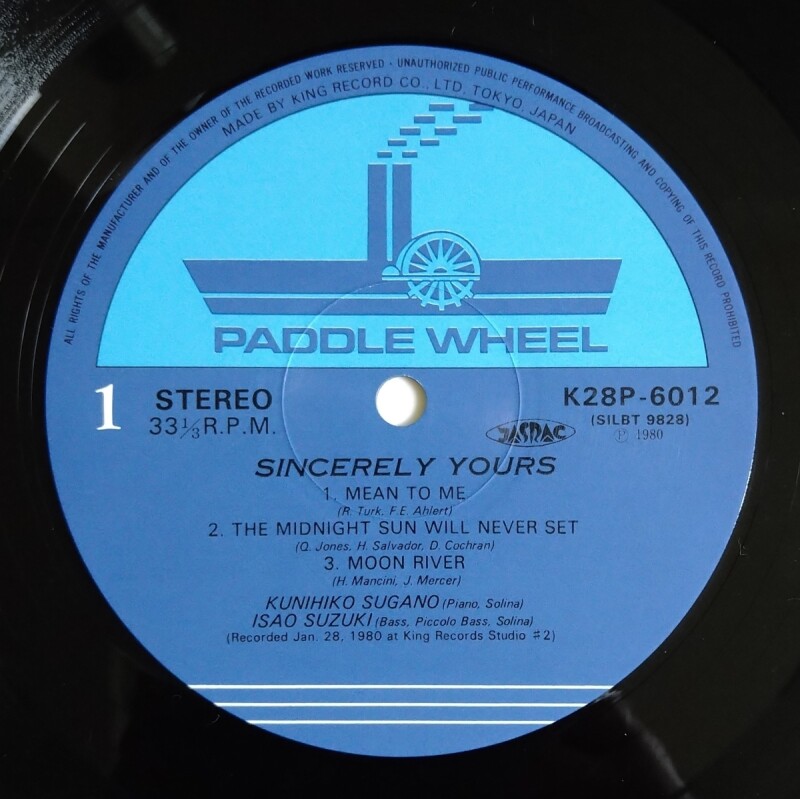 ALL RIGHTS OF THE MANUFACTURER AND OF THE OWNER OF THE RECORDED WORK RESERVED - UNAUTHORIZED PUBLIC PERFORMANCE BROADCASTING AND COPYING OF THIS RECORD PROHIBITED
MADE BY KING RECORD CO., LTD. TOKYO, JAPAN
PADDLE WHEEL
1 STEREO K28P-6012
33⅓ R.P.M. (SILBT 9828)
JASRAC Ⓟ 1980
SINCERELY YOURS
1. MEAN TO ME
(R. Turk, F.E. Ahlert)
2. THE MIDNIGHT SUN WILL NEVER SET
(Q. Jones, H. Salvador, D. Cochran)
3. MOON RIVER
(H. Mancini, J. Mercer)
KUNIHIKO SUGANO (Piano, Solina)
ISAO SUZUKI (Bass, Piccolo Bass, Solina)
(Recorded Jan. 28, 1980 at King Records Studio #2)